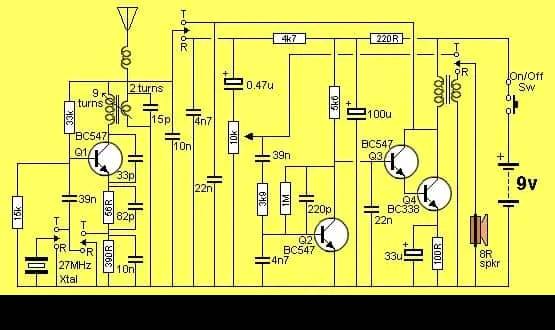 T
R
4k7
220R
T
R
On/Off
Sw
9
turns
2 turns
15p
0.47u
33k
Q1
BC547
4n7
10k
5k6
100u
BC547
Q3
10n
39n
33p
22n
3k9
1M
9v
15k
39n
56R
82p
220p
22n
Q4
BC338
T
R
T
R
Q2
BC547
4n7
390R
10n
33u
100R
8R
spkr
27MHz
Xtal